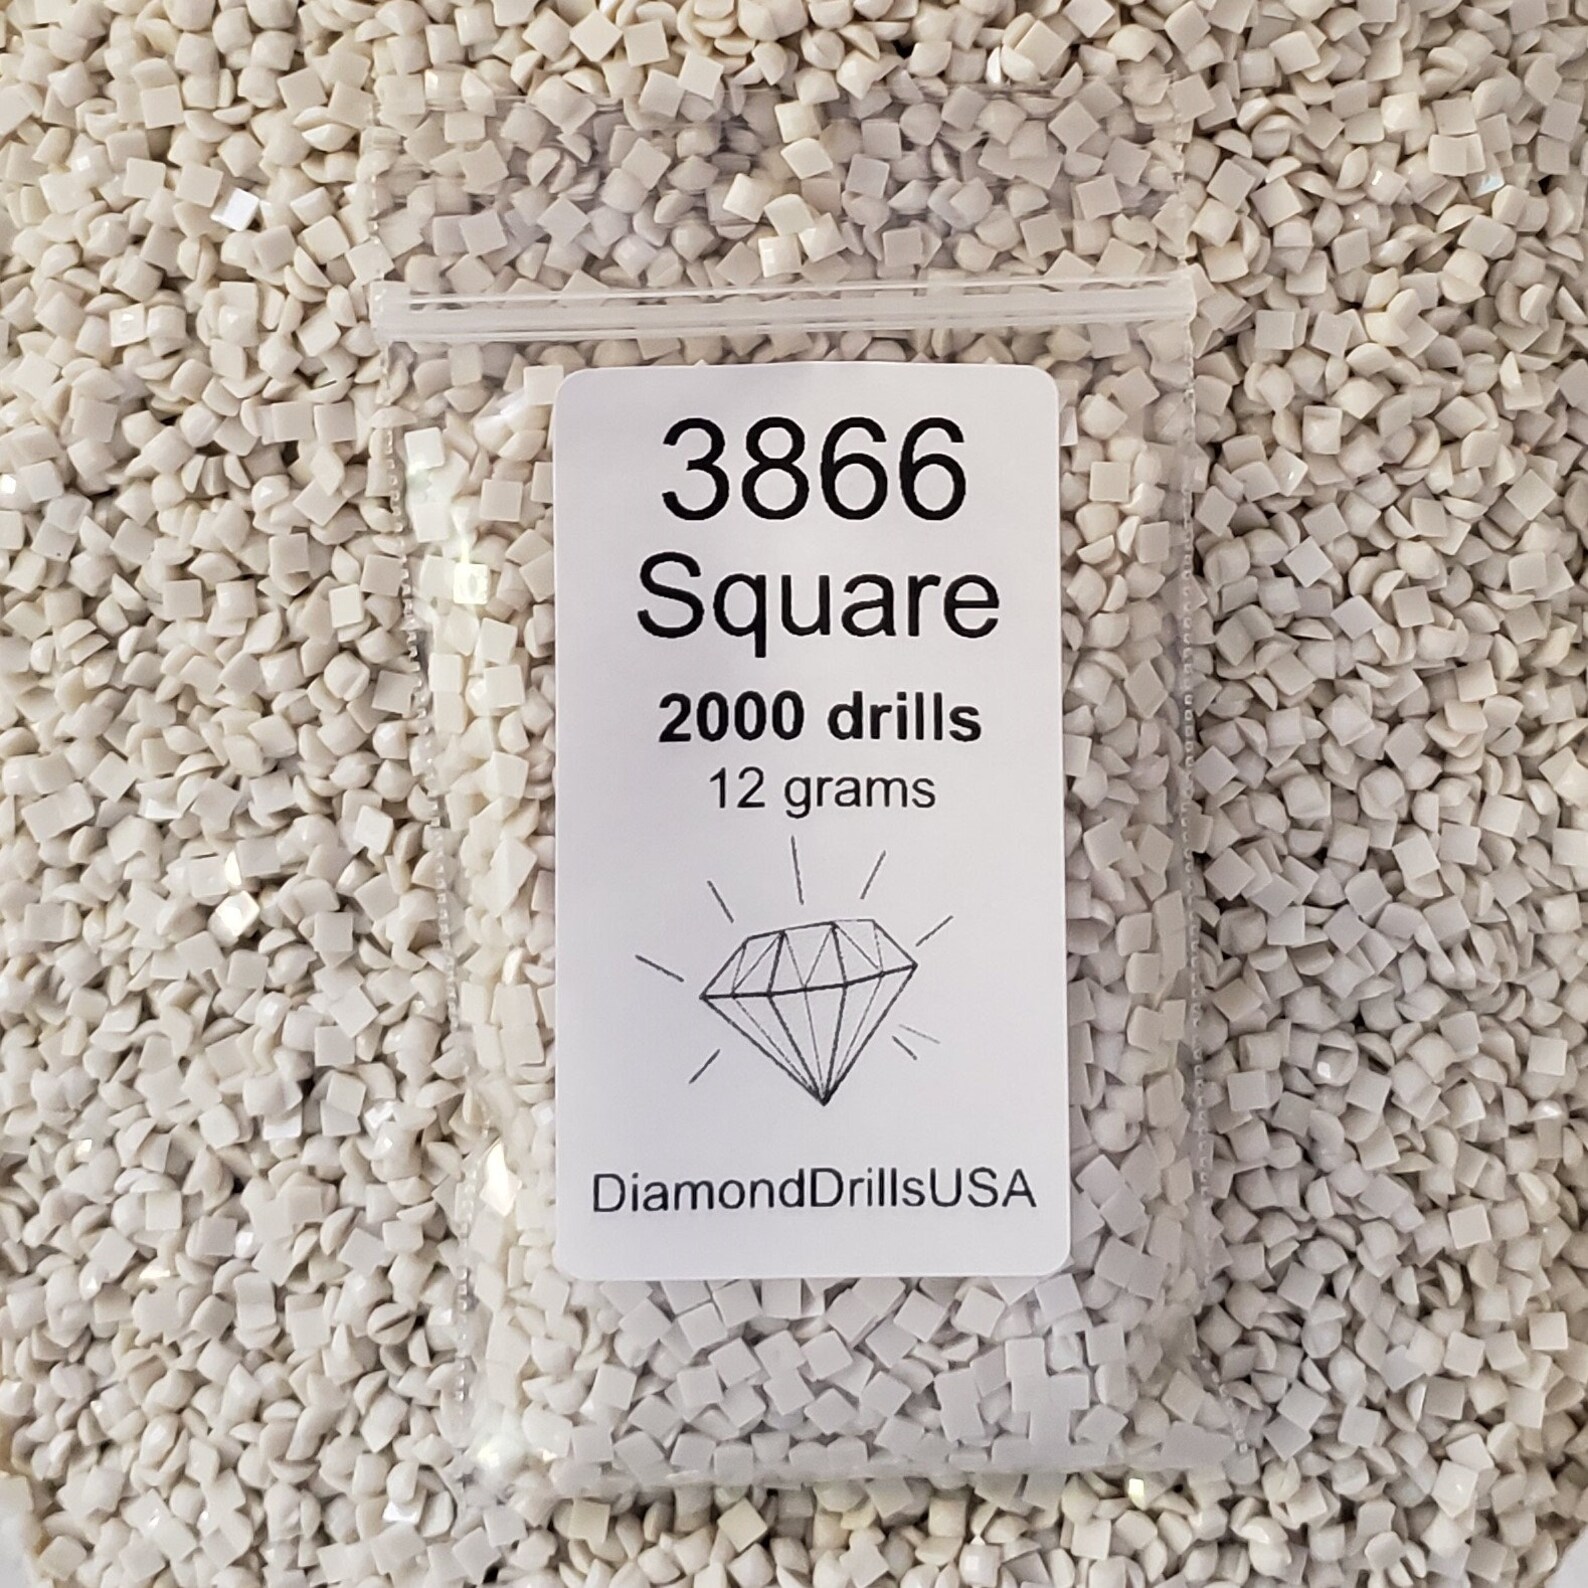 3866
Square
2000 drills
12 grams
DiamondDrillsUSA